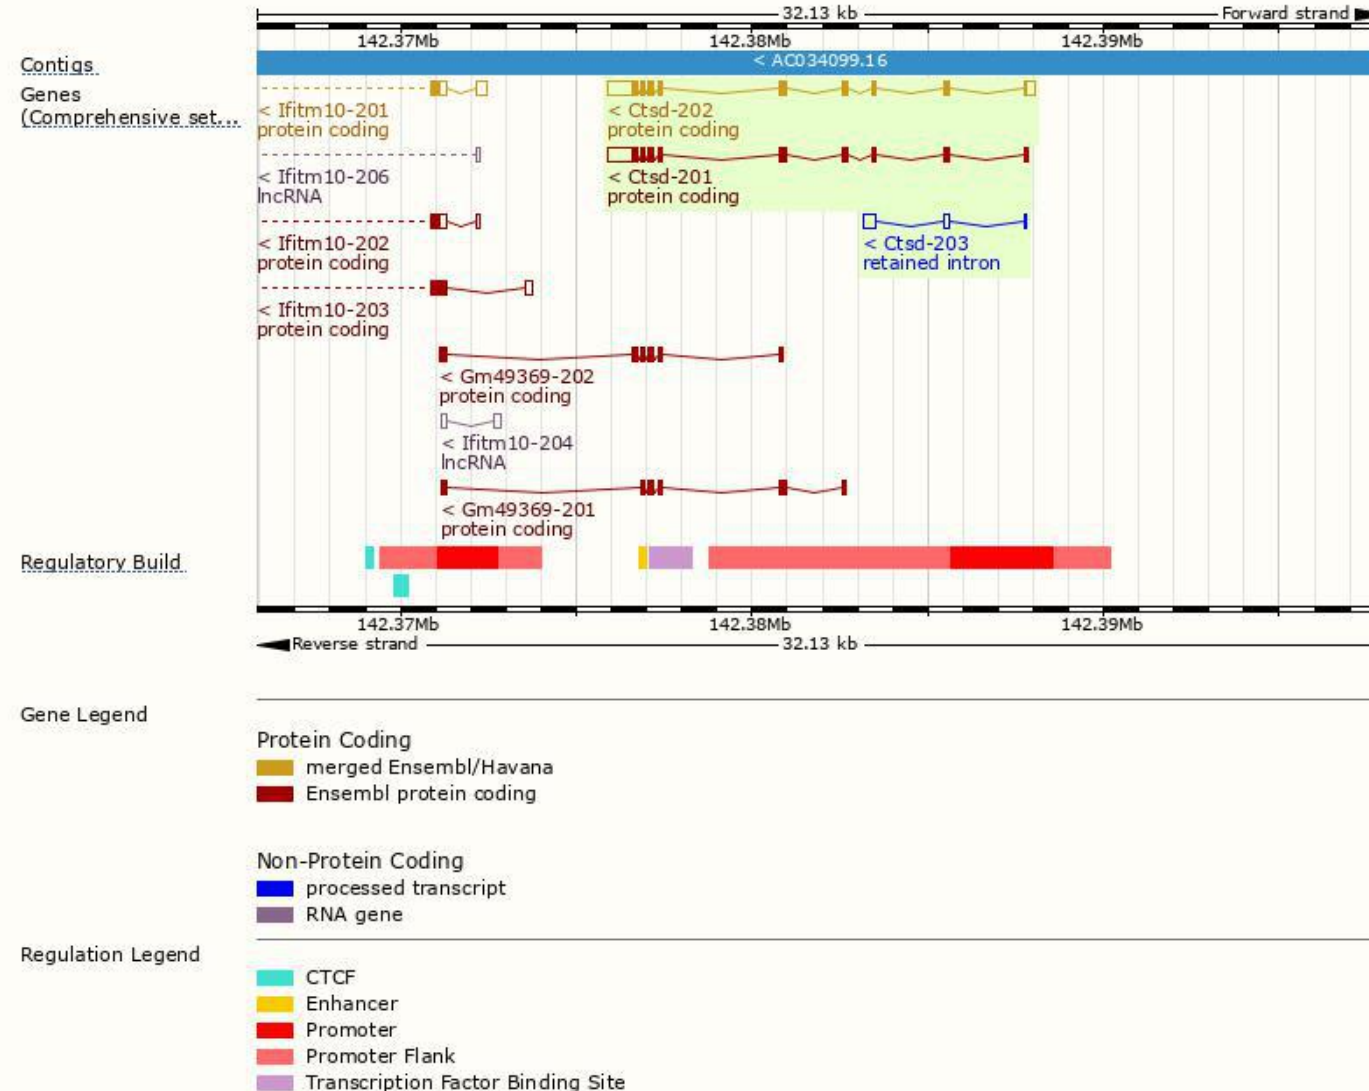 32.13 kb
Forward strand
142.37Mb
142.38Mb
142.39Mb
Contigs
< AC034099.16
Genes
(Comprehensive set...
< Ifitm10-201
protein coding
< Ctsd-202
protein coding
< Ifitm10-206
lncRNA
< Ctsd-201
protein coding
< Ifitm10-202
protein coding
< Ctsd-203
retained intron
< Ifitm10-203
protein coding
< Gm49369-202
protein coding
< Ifitm10-204
lncRNA
< Gm49369-201
protein coding
Regulatory Build
142.37Mb
142.38Mb
142.39Mb
Reverse strand
32.13 kb
Gene Legend
Protein Coding
merged Ensembl/Havana
Ensembl protein coding
Non-Protein Coding
processed transcript
RNA gene
Regulation Legend
CTCF
Enhancer
Promoter
Promoter Flank
Transcription Factor Binding Site